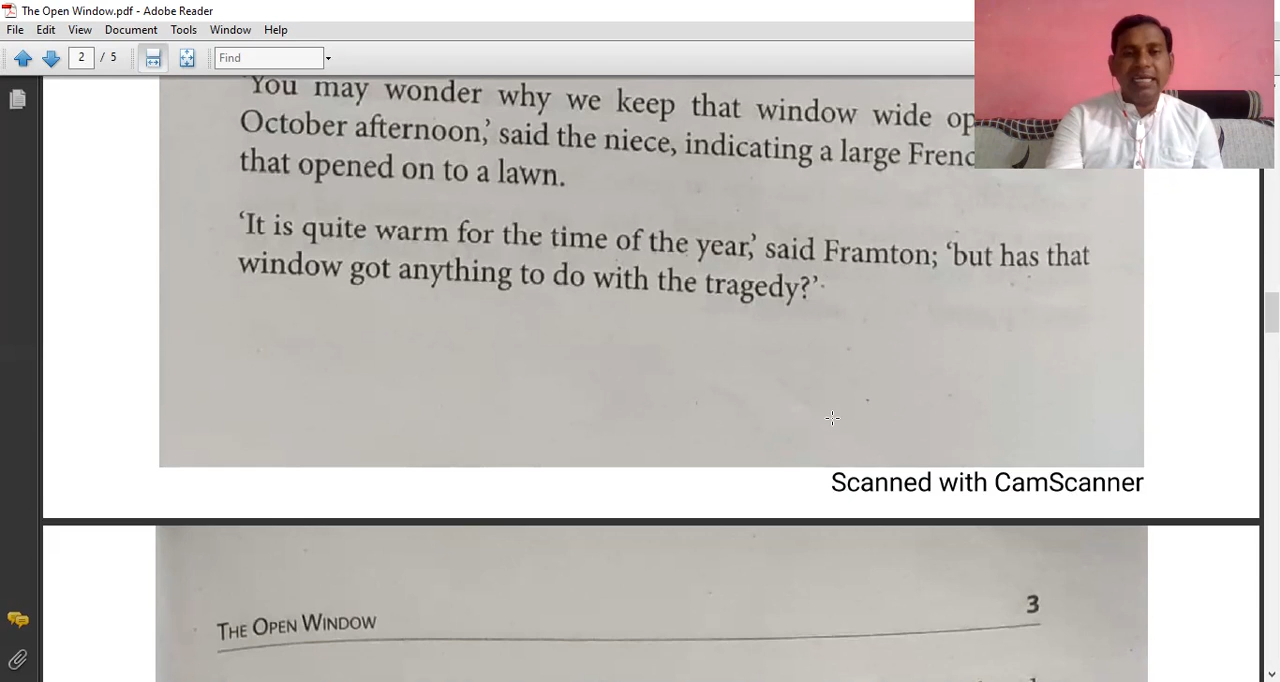 The Open Window.pdf - Adobe Reader
File Edit View Document Tools Window Help
2 / 5 Find
'You may wonder why we keep that window wide
October afternoon,' said the niece, indicating a large
that opened on to a lawn.
'It is quite warm for the time of the year,' said Framton; 'but has that
window got anything to do with the tragedy?'
Scanned with CamScanner
THE OPEN WINDOW 3